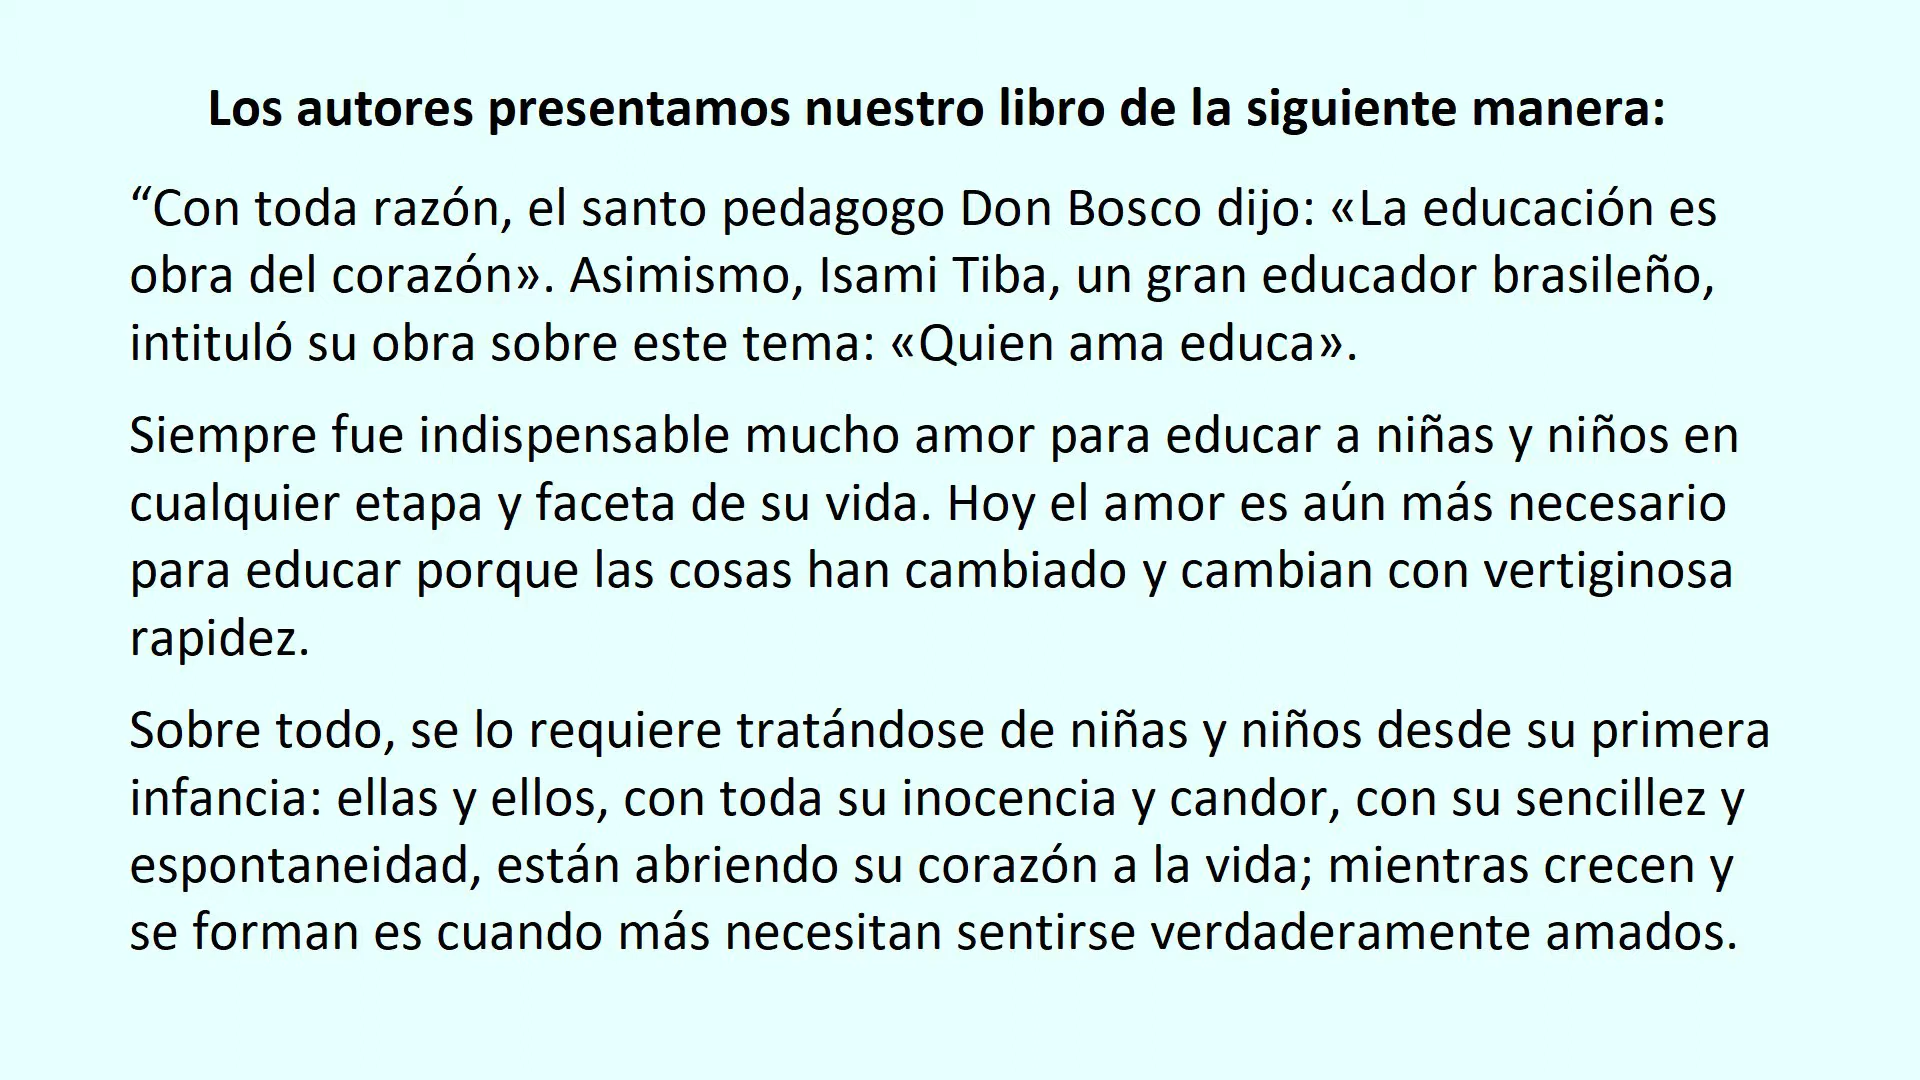 Los autores presentamos nuestro libro de la siguiente manera:
“Con toda razón, el santo pedagogo Don Bosco dijo: «La educación es
obra del corazón». Asimismo, Isami Tiba, un gran educador brasileño,
intituló su obra sobre este tema: «Quien ama educa».
Siempre fue indispensable mucho amor para educar a niñas y niños en
cualquier etapa y faceta de su vida. Hoy el amor es aún más necesario
para educar porque las cosas han cambiado y cambian con vertiginosa
rapidez.
Sobre todo, se lo requiere tratándose de niñas y niños desde su primera
infancia: ellas y ellos, con toda su inocencia y candor, con su sencillez y
espontaneidad, están abriendo su corazón a la vida; mientras crecen y
se forman es cuando más necesitan sentirse verdaderamente amados.